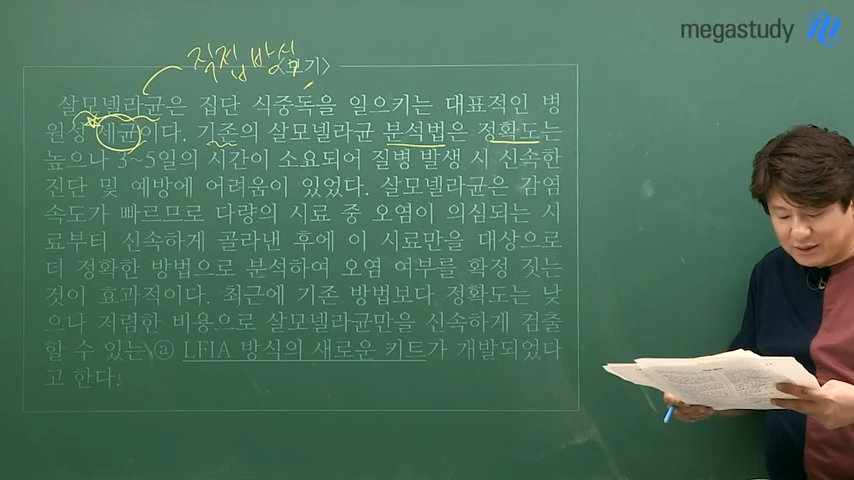 megastudy
직접 방식
〈보기〉
살모넬라균은 집단 식중독을 일으키는 대표적인 병
원성 세균이다. 기존의 살모넬라균 분석법은 정확도는
높으나 3~5일의 시간이 소요되어 질병 발생 시 신속한
진단 및 예방에 어려움이 있었다. 살모넬라균은 감염
속도가 빠르므로 다량의 시료 중 오염이 의심되는 시
료부터 신속하게 골라낸 후에 이 시료만을 대상으로
더 정확한 방법으로 분석하여 오염 여부를 확정 짓는
것이 효과적이다. 최근에 기존 방법보다 정확도는 낮
으나 저렴한 비용으로 살모넬라균만을 신속하게 검출
할 수 있는 ⓐ LFIA 방식의 새로운 키트가 개발되었다
고 한다.